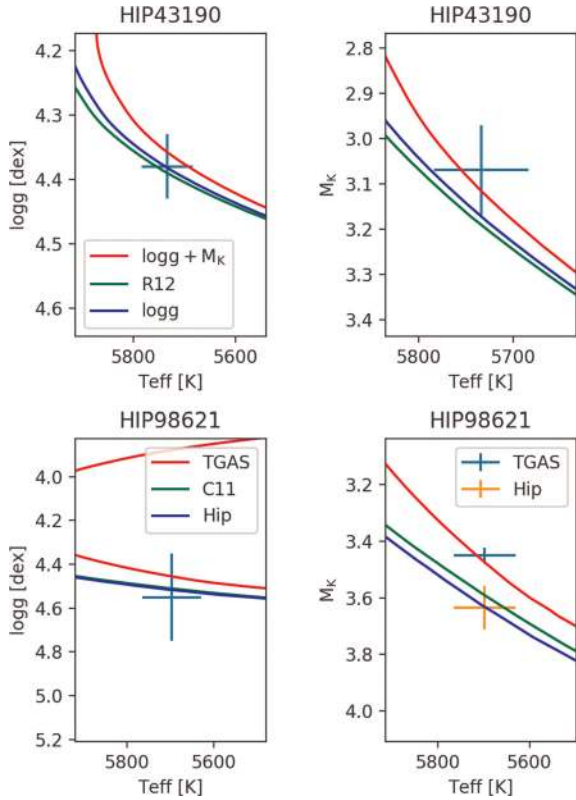 HIP43190
HIP43190
4.2
4.3
4.4
4.5
4.6
logg [dex]
logg + M_K
R12
logg
5800
5600
Teff [K]
2.8
2.9
3.0
3.1
3.2
3.3
3.4
M_K
5800
5700
Teff [K]
HIP98621
HIP98621
4.0
4.2
4.4
4.6
4.8
5.0
5.2
logg [dex]
TGAS
C11
Hip
5800
5600
Teff [K]
3.2
3.4
3.6
3.8
4.0
M_K
TGAS
Hip
5800
5600
Teff [K]